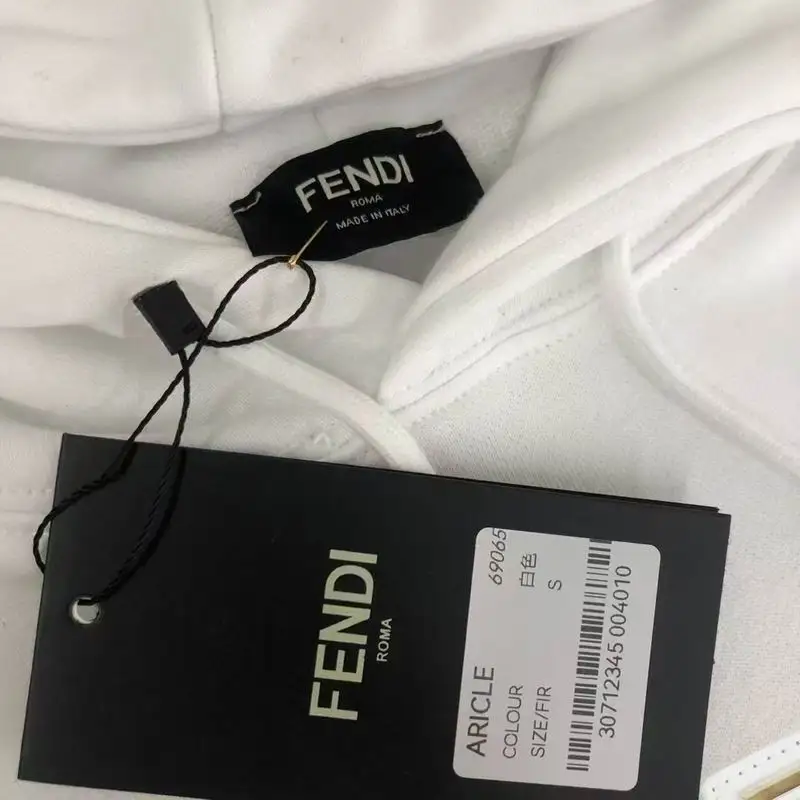 FENDI
ROMA
MADE IN ITALY
FENDI
ROMA
ARICLE 69065
COLOUR 白色
SIZE/FIR S
30712345 004010